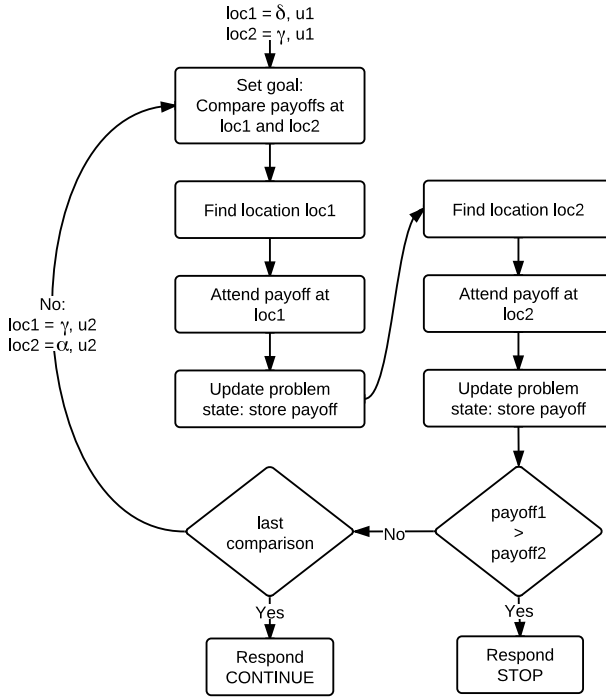 loc1 = δ, u1
loc2 = γ, u1
Set goal:
Compare payoffs at
loc1 and loc2
Find location loc1
Attend payoff at
loc1
Update problem
state: store payoff
Find location loc2
Attend payoff at
loc2
Update problem
state: store payoff
payoff1
>
payoff2
No
last
comparison
No:
loc1 = γ, u2
loc2 = α, u2
Yes
Respond
CONTINUE
Yes
Respond
STOP